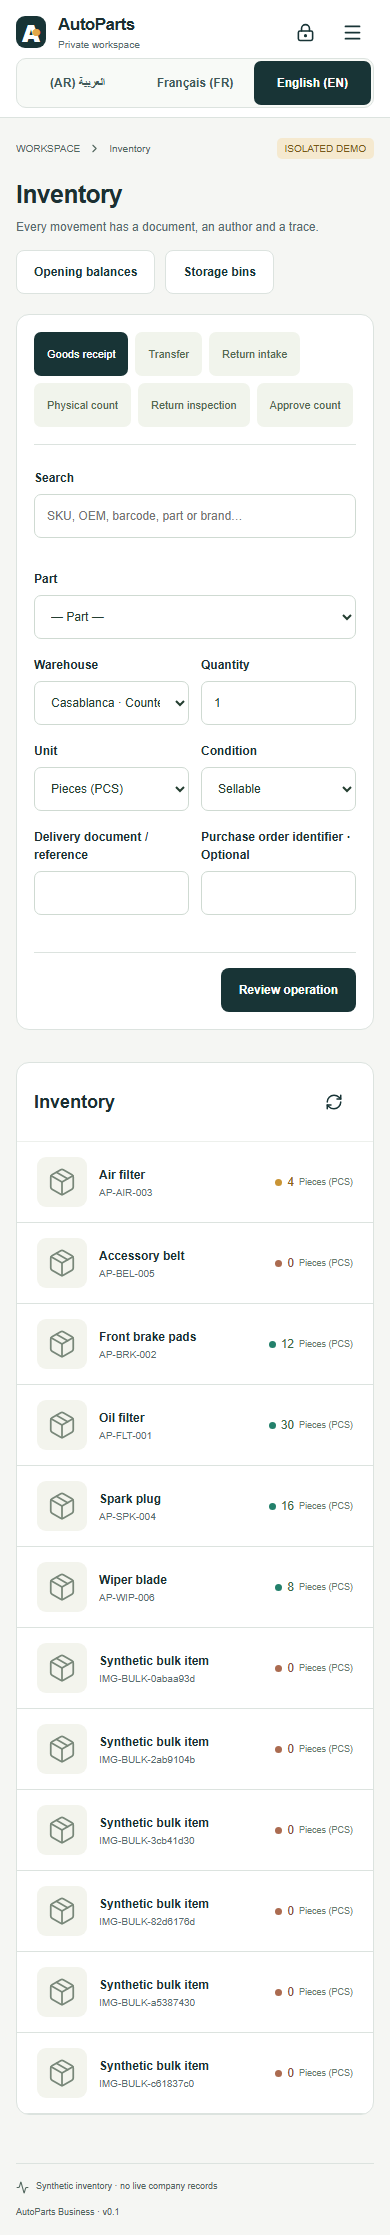 AutoParts
Private workspace
العربية (AR)
Français (FR)
English (EN)
WORKSPACE > Inventory
ISOLATED DEMO
Inventory
Every movement has a document, an author and a trace.
Opening balances
Storage bins
Goods receipt
Transfer
Return intake
Physical count
Return inspection
Approve count
Search
SKU, OEM, barcode, part or brand...
Part
— Part —
Warehouse
Quantity
Casablanca · Counte
1
Unit
Condition
Pieces (PCS)
Sellable
Delivery document /
reference
Purchase order identifier ·
Optional
Review operation
Inventory
Air filter
AP-AIR-003
4 Pieces (PCS)
Accessory belt
AP-BEL-005
0 Pieces (PCS)
Front brake pads
AP-BRK-002
12 Pieces (PCS)
Oil filter
AP-FLT-001
30 Pieces (PCS)
Spark plug
AP-SPK-004
16 Pieces (PCS)
Wiper blade
AP-WIP-006
8 Pieces (PCS)
Synthetic bulk item
IMG-BULK-0abaa93d
0 Pieces (PCS)
Synthetic bulk item
IMG-BULK-2ab9104b
0 Pieces (PCS)
Synthetic bulk item
IMG-BULK-3cb41d30
0 Pieces (PCS)
Synthetic bulk item
IMG-BULK-82d6176d
0 Pieces (PCS)
Synthetic bulk item
IMG-BULK-a5387430
0 Pieces (PCS)
Synthetic bulk item
IMG-BULK-c61837c0
0 Pieces (PCS)
Synthetic inventory · no live company records
AutoParts Business · v0.1